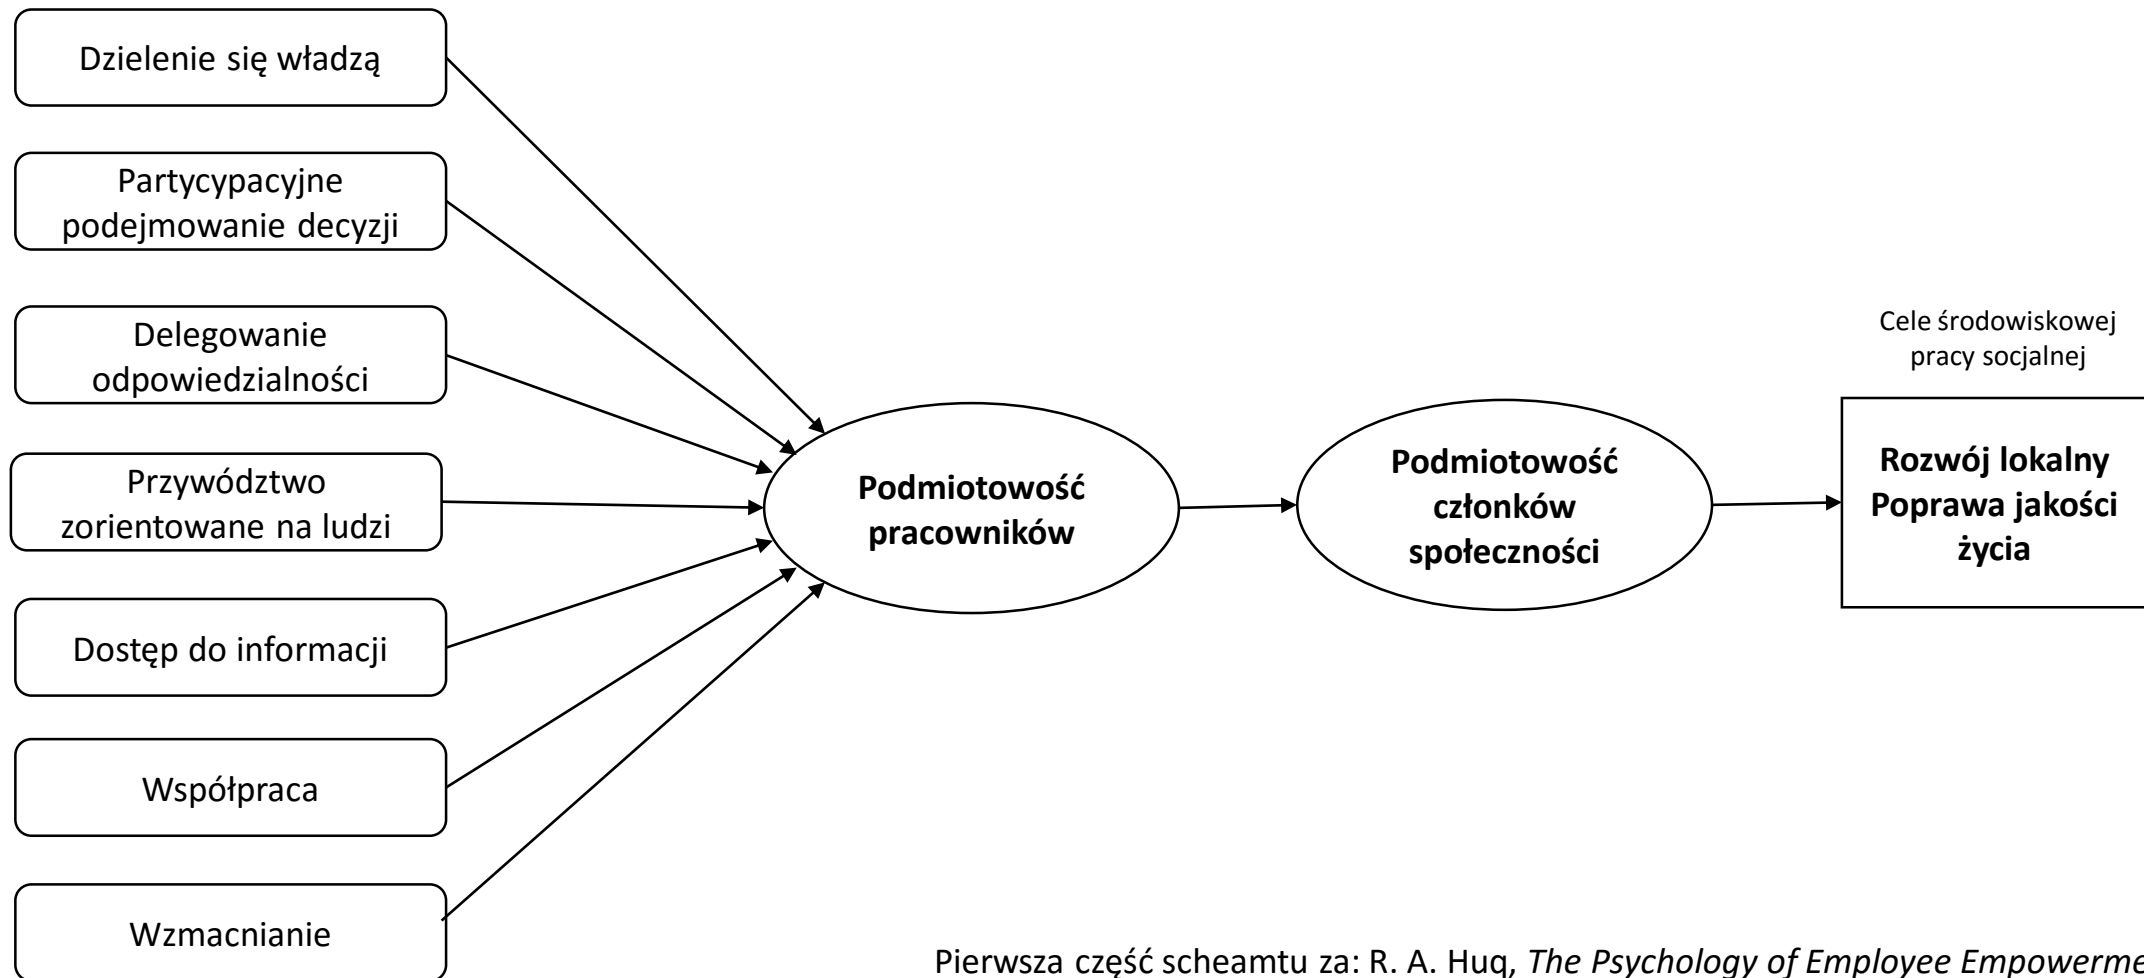 Dzielenie się władzą
Partycypacyjne
podejmowanie decyzji
Delegowanie
odpowiedzialności
Przywództwo
zorientowane na ludzi
Dostęp do informacji
Współpraca
Wzmacnianie
Podmiotowość
pracowników
Podmiotowość
członków
społeczności
Cele środowiskowej
pracy socjalnej
Rozwój lokalny
Poprawa jakości
życia
Pierwsza część scheamtu za: R. A. Huq, The Psychology of Employee Empowerme